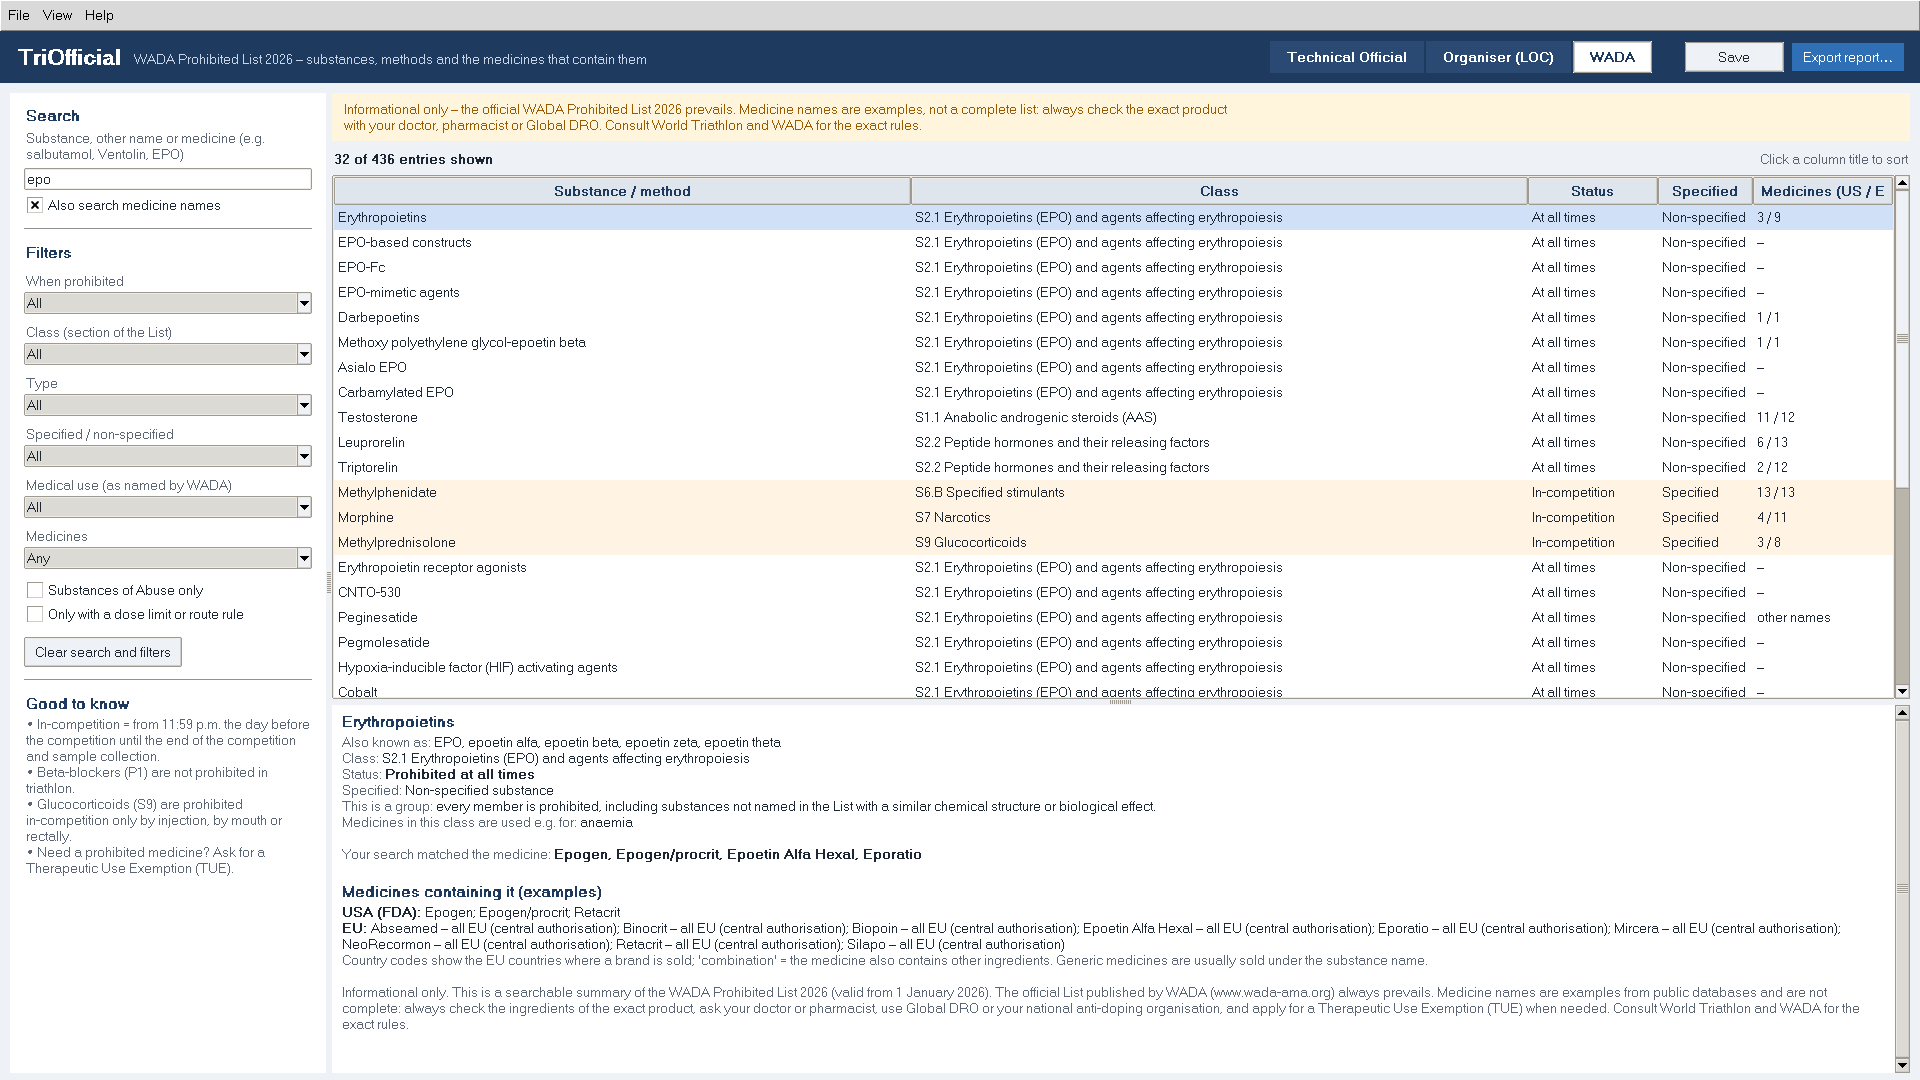 File View Help
TriOfficial WADA Prohibited List 2026 – substances, methods and the medicines that contain them
Technical Official Organiser (LOC) WADA Save Export report...
Search
Substance, other name or medicine (e.g.
salbutamol, Ventolin, EPO)
epo
Also search medicine names
Filters
When prohibited
All
Class (section of the List)
All
Type
All
Specified / non-specified
All
Medical use (as named by WADA)
All
Medicines
Any
Substances of Abuse only
Only with a dose limit or route rule
Clear search and filters
Good to know
• In-competition = from 11:59 p.m. the day before
the competition until the end of the competition
and sample collection.
• Beta-blockers (P1) are not prohibited in
triathlon.
• Glucocorticoids (S9) are prohibited
in-competition only by injection, by mouth or
rectally.
• Need a prohibited medicine? Ask for a
Therapeutic Use Exemption (TUE).
Informational only – the official WADA Prohibited List 2026 prevails. Medicine names are examples, not a complete list: always check the exact product
with your doctor, pharmacist or Global DRO. Consult World Triathlon and WADA for the exact rules.
32 of 436 entries shown
Click a column title to sort
Substance / method Class Status Specified Medicines (US / E
Erythropoietins S2.1 Erythropoietins (EPO) and agents affecting erythropoiesis At all times Non-specified 3 / 9
EPO-based constructs S2.1 Erythropoietins (EPO) and agents affecting erythropoiesis At all times Non-specified –
EPO-Fc S2.1 Erythropoietins (EPO) and agents affecting erythropoiesis At all times Non-specified –
EPO-mimetic agents S2.1 Erythropoietins (EPO) and agents affecting erythropoiesis At all times Non-specified –
Darbepoetins S2.1 Erythropoietins (EPO) and agents affecting erythropoiesis At all times Non-specified 1 / 1
Methoxy polyethylene glycol-epoetin beta S2.1 Erythropoietins (EPO) and agents affecting erythropoiesis At all times Non-specified 1 / 1
Asialo EPO S2.1 Erythropoietins (EPO) and agents affecting erythropoiesis At all times Non-specified –
Carbamylated EPO S2.1 Erythropoietins (EPO) and agents affecting erythropoiesis At all times Non-specified –
Testosterone S1.1 Anabolic androgenic steroids (AAS) At all times Non-specified 11 / 12
Leuprorelin S2.2 Peptide hormones and their releasing factors At all times Non-specified 6 / 13
Triptorelin S2.2 Peptide hormones and their releasing factors At all times Non-specified 2 / 12
Methylphenidate S6.B Specified stimulants In-competition Specified 13 / 13
Morphine S7 Narcotics In-competition Specified 4 / 11
Methylprednisolone S9 Glucocorticoids In-competition Specified 3 / 8
Erythropoietin receptor agonists S2.1 Erythropoietins (EPO) and agents affecting erythropoiesis At all times Non-specified –
CNTO-530 S2.1 Erythropoietins (EPO) and agents affecting erythropoiesis At all times Non-specified –
Peginesatide S2.1 Erythropoietins (EPO) and agents affecting erythropoiesis At all times Non-specified other names
Pegmolesatide S2.1 Erythropoietins (EPO) and agents affecting erythropoiesis At all times Non-specified –
Hypoxia-inducible factor (HIF) activating agents S2.1 Erythropoietins (EPO) and agents affecting erythropoiesis At all times Non-specified –
Cobalt S2.1 Erythropoietins (EPO) and agents affecting erythropoiesis At all times Non-specified –
Erythropoietins
Also known as: EPO, epoetin alfa, epoetin beta, epoetin zeta, epoetin theta
Class: S2.1 Erythropoietins (EPO) and agents affecting erythropoiesis
Status: Prohibited at all times
Specified: Non-specified substance
This is a group: every member is prohibited, including substances not named in the List with a similar chemical structure or biological effect.
Medicines in this class are used e.g. for: anaemia
Your search matched the medicine: Epogen, Epogen/procrit, Epoetin Alfa Hexal, Eporatio
Medicines containing it (examples)
USA (FDA): Epogen; Epogen/procrit; Retacrit
EU: Abseamed – all EU (central authorisation); Binocrit – all EU (central authorisation); Biopoin – all EU (central authorisation); Epoetin Alfa Hexal – all EU (central authorisation); Eporatio – all EU (central authorisation); Mircera – all EU (central authorisation);
NeoRecormon – all EU (central authorisation); Retacrit – all EU (central authorisation); Silapo – all EU (central authorisation)
Country codes show the EU countries where a brand is sold; 'combination' = the medicine also contains other ingredients. Generic medicines are usually sold under the substance name.
Informational only. This is a searchable summary of the WADA Prohibited List 2026 (valid from 1 January 2026). The official List published by WADA (www.wada-ama.org) always prevails. Medicine names are examples from public databases and are not
complete: always check the ingredients of the exact product, ask your doctor or pharmacist, use Global DRO or your national anti-doping organisation, and apply for a Therapeutic Use Exemption (TUE) when needed. Consult World Triathlon and WADA for the
exact rules.